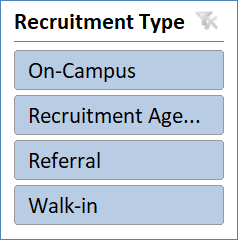 Recruitment Type
On-Campus
Recruitment Age...
Referral
Walk-in